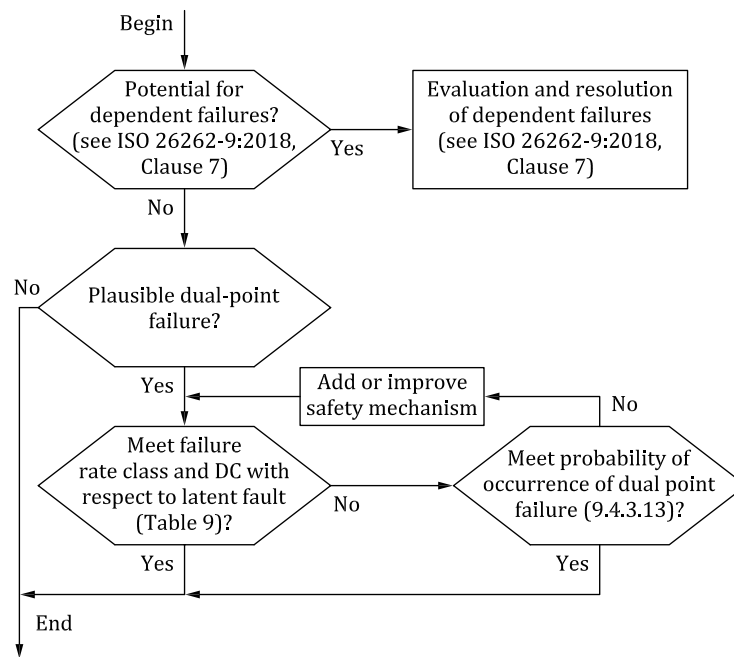 Begin
Potential for
dependent failures?
(see ISO 26262-9:2018,
Clause 7)
Yes
Evaluation and resolution
of dependent failures
(see ISO 26262-9:2018,
Clause 7)
No
No
Plausible dual-point
failure?
Yes
Add or improve
safety mechanism
No
Meet failure
rate class and DC with
respect to latent fault
(Table 9)?
No
Meet probability of
occurrence of dual point
failure (9.4.3.13)?
Yes
Yes
End